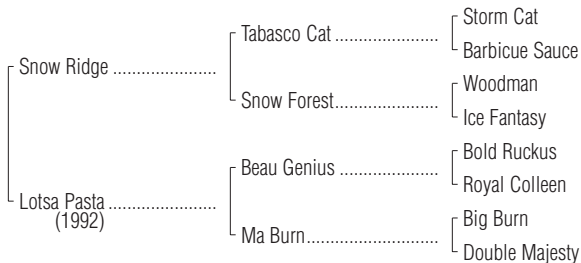 Storm Cat
Tabasco Cat ......................
Barbicue Sauce
Snow Ridge ......................
Woodman
Snow Forest......................
Ice Fantasy
Bold Ruckus
Beau Genius .....................
Royal Colleen
Lotsa Pasta .......................
(1992)
Big Burn
Ma Burn............................
Double Majesty